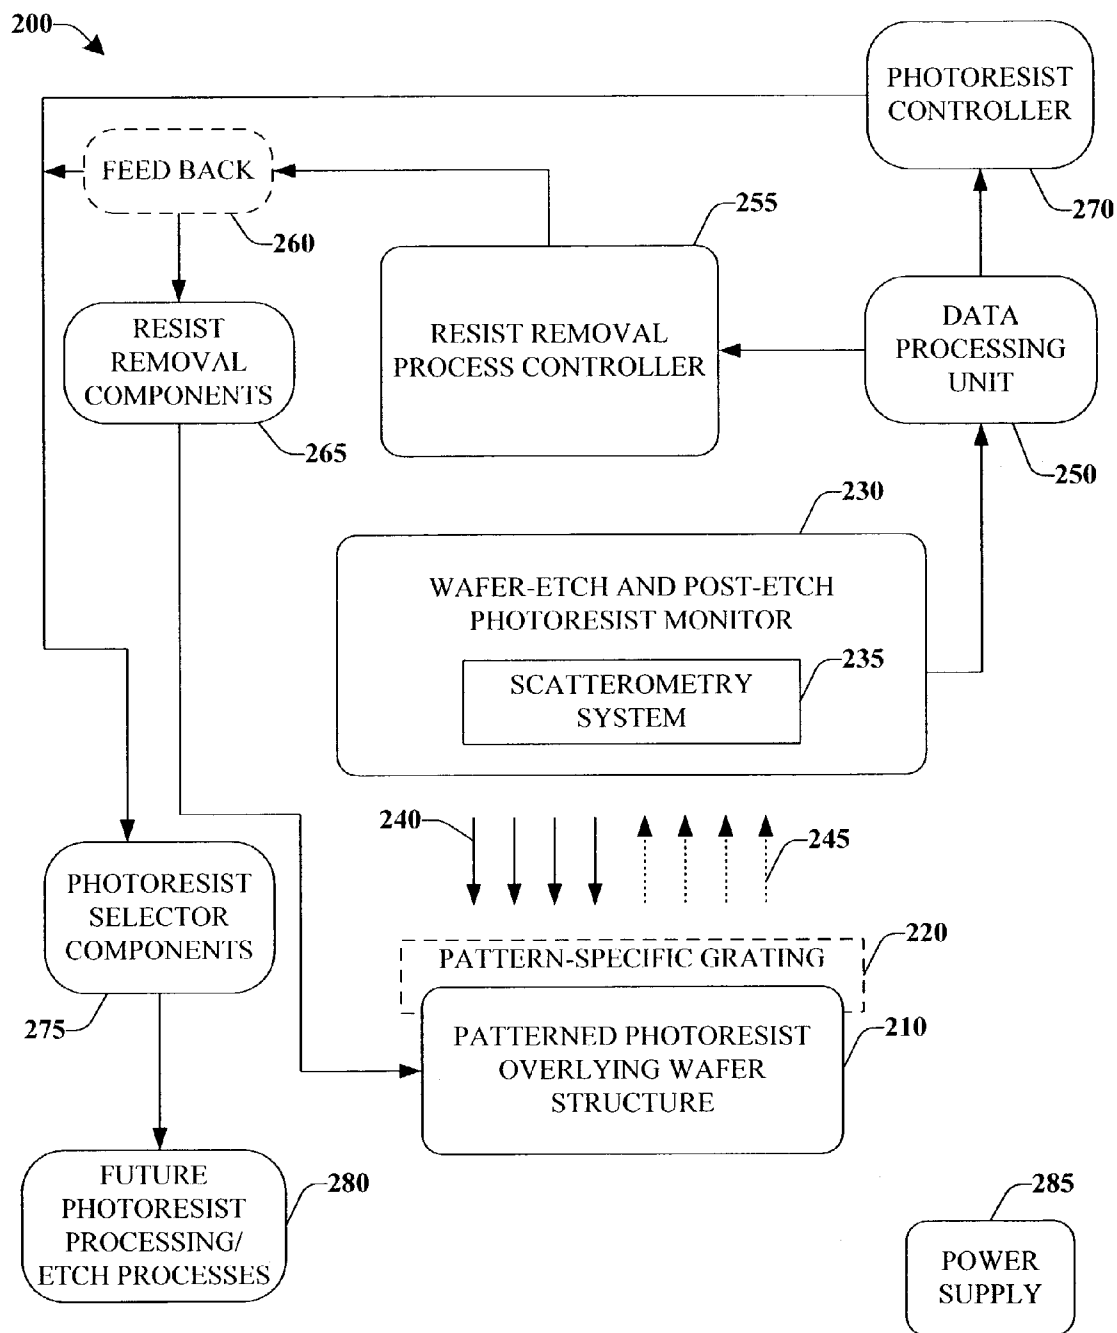 200
PHOTORESIST
CONTROLLER
270
FEED BACK
260
255
RESIST REMOVAL
PROCESS CONTROLLER
DATA
PROCESSING
UNIT
250
RESIST
REMOVAL
COMPONENTS
265
230
WAFER-ETCH AND POST-ETCH
PHOTORESIST MONITOR
235
SCATTEROMETRY
SYSTEM
240
245
PHOTORESIST
SELECTOR
COMPONENTS
275
220
PATTERN-SPECIFIC GRATING
210
PATTERNED PHOTORESIST
OVERLYING WAFER
STRUCTURE
FUTURE
PHOTORESIST
PROCESSING/
ETCH PROCESSES
280
285
POWER
SUPPLY